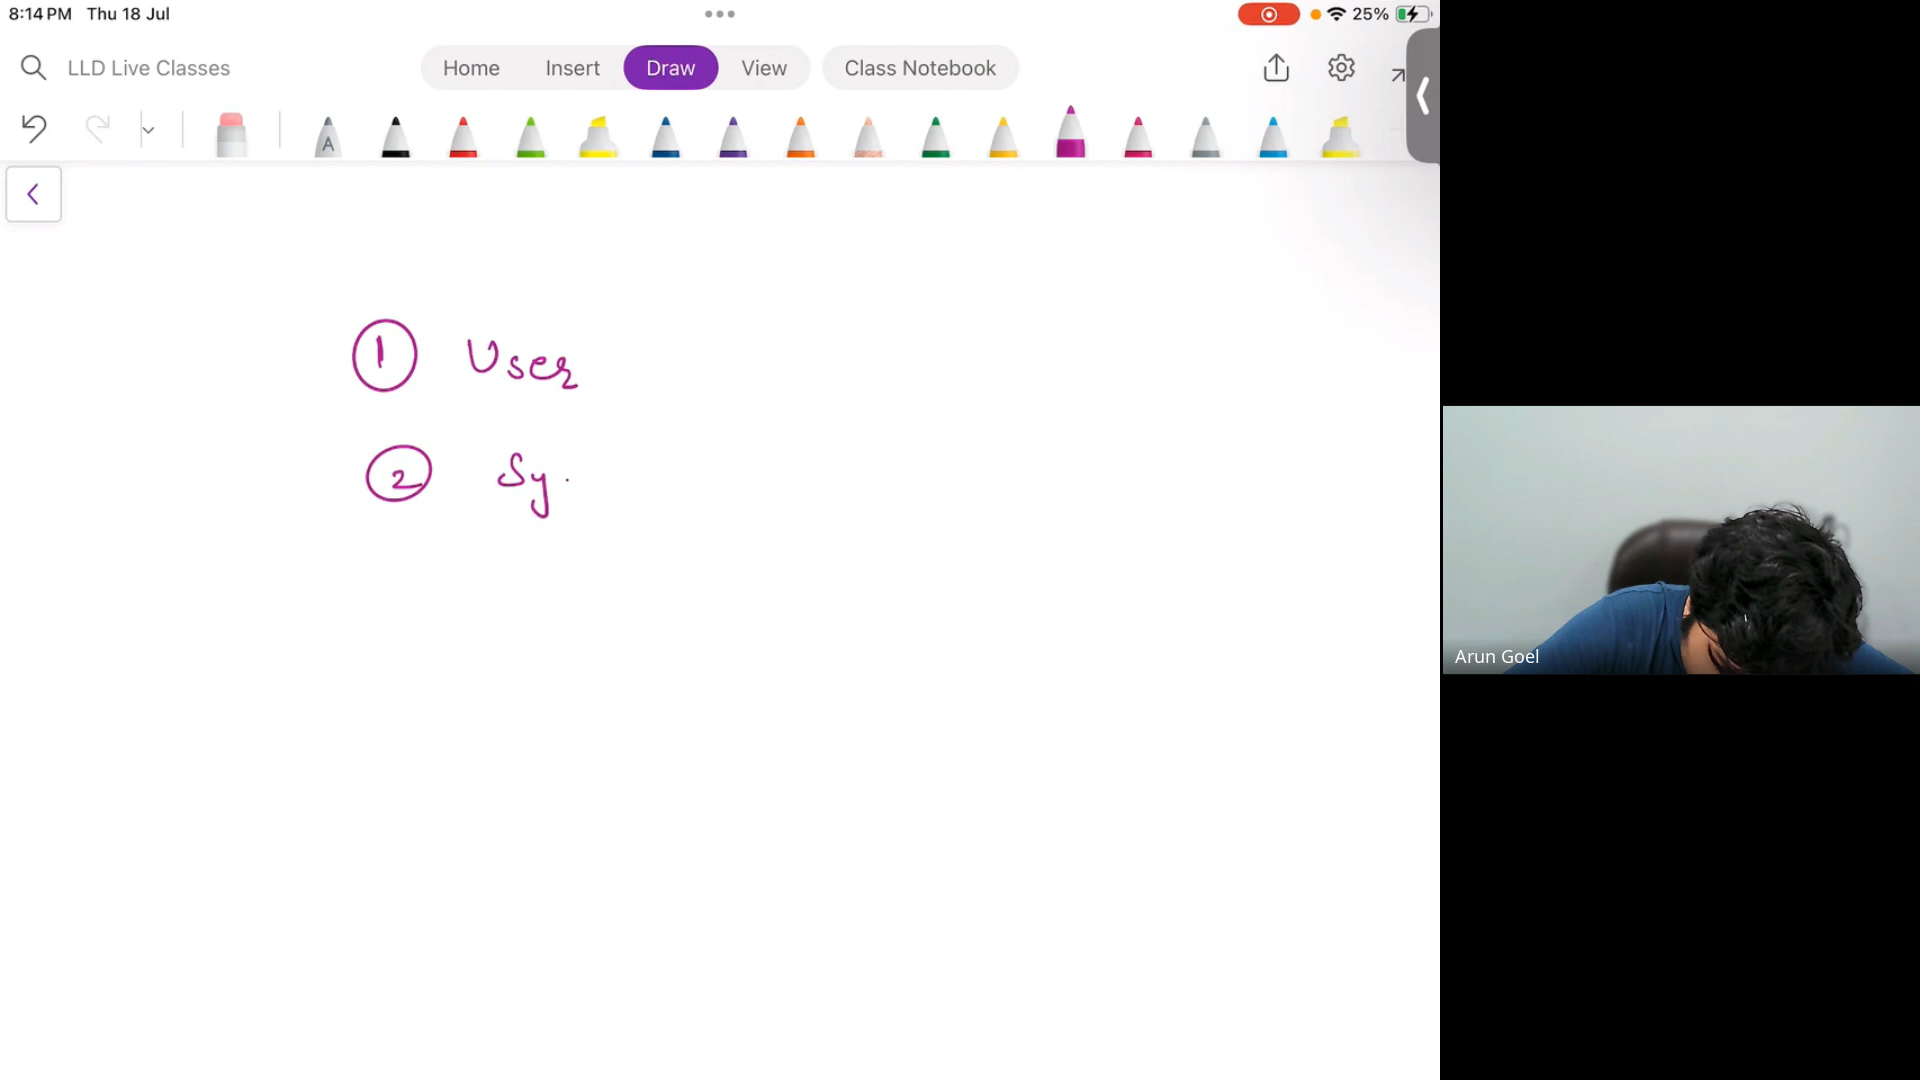 8:14 PM Thu 18 Jul
25%
LLD Live Classes
Home Insert Draw View Class Notebook
A
1 User
2 Sy
Arun Goel